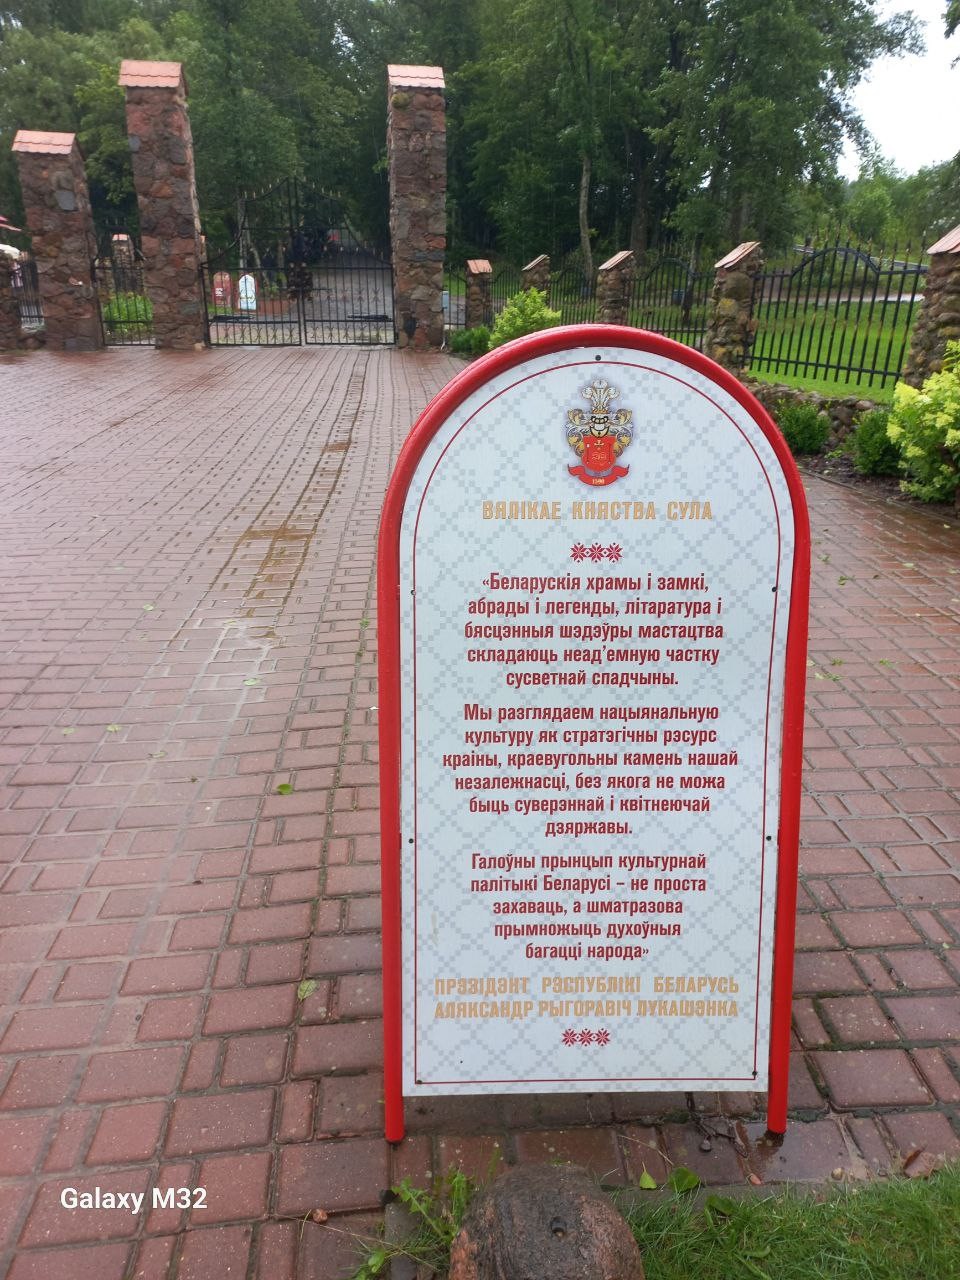 ВЯЛІКАЕ КНЯСТВА СУЛА
«Беларускія храмы і замкі,
абрады і легенды, літаратура і
бясцэнныя шэдэўры мастацтва
складаюць неад’емную частку
сусветнай спадчыны.
Мы разглядаем нацыянальную
культуру як стратэгічны рэсурс
краіны, краевугольны камень нашай
незалежнасці, без якога не можа
быць суверэннай і квітнеючай
дзяржавы.
Галоўны прынцып культурнай
палітыкі Беларусі – не проста
захаваць, а шматразова
прымножыць духоўныя
багацці народа»
ПРЭЗІДЭНТ РЭСПУБЛІКІ БЕЛАРУСЬ
АЛЯКСАНДР РЫГОРАВІЧ ЛУКАШЭНКА
Galaxy M32